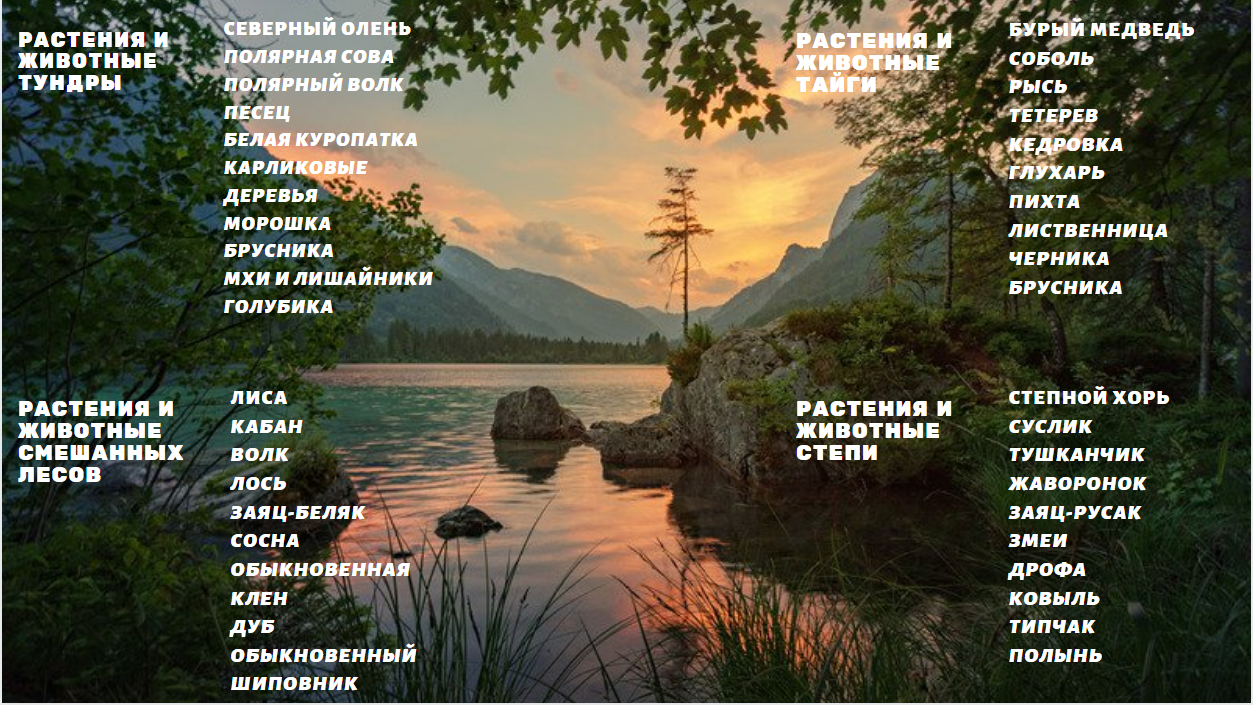 РАСТЕНИЯ И
ЖИВОТНЫЕ
ТУНДРЫ
СЕВЕРНЫЙ ОЛЕНЬ
ПОЛЯРНАЯ СОВА
ПОЛЯРНЫЙ ВОЛК
ПЕСЕЦ
БЕЛАЯ КУРОПАТКА
КАРЛИКОВЫЕ
ДЕРЕВЬЯ
МОРОШКА
БРУСНИКА
МХИ И ЛИШАЙНИКИ
ГОЛУБИКА
РАСТЕНИЯ И
ЖИВОТНЫЕ
ТАЙГИ
БУРЫЙ МЕДВЕДЬ
СОБОЛЬ
РЫСЬ
ТЕТЕРЕВ
КЕДРОВКА
ГЛУХАРЬ
ПИХТА
ЛИСТВЕННИЦА
ЧЕРНИКА
БРУСНИКА
РАСТЕНИЯ И
ЖИВОТНЫЕ
СМЕШАННЫХ
ЛЕСОВ
ЛИСА
КАБАН
ВОЛК
ЛОСЬ
ЗАЯЦ-БЕЛЯК
СОСНА
ОБЫКНОВЕННАЯ
КЛЕН
ДУБ
ОБЫКНОВЕННЫЙ
ШИПОВНИК
РАСТЕНИЯ И
ЖИВОТНЫЕ
СТЕПИ
СТЕПНОЙ ХОРЬ
СУСЛИК
ТУШКАНЧИК
ЖАВОРОНОК
ЗАЯЦ-РУСАК
ЗМЕИ
ДРОФА
КОВЫЛЬ
ТИПЧАК
ПОЛЫНЬ